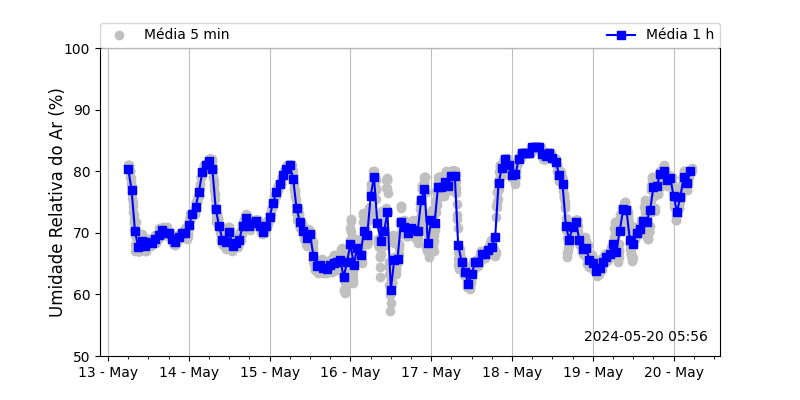 Média 5 min
Média 1 h
100
90
80
70
60
50
Umidade Relativa do Ar (%)
2024-05-20 05:56
13 - May
14 - May
15 - May
16 - May
17 - May
18 - May
19 - May
20 - May